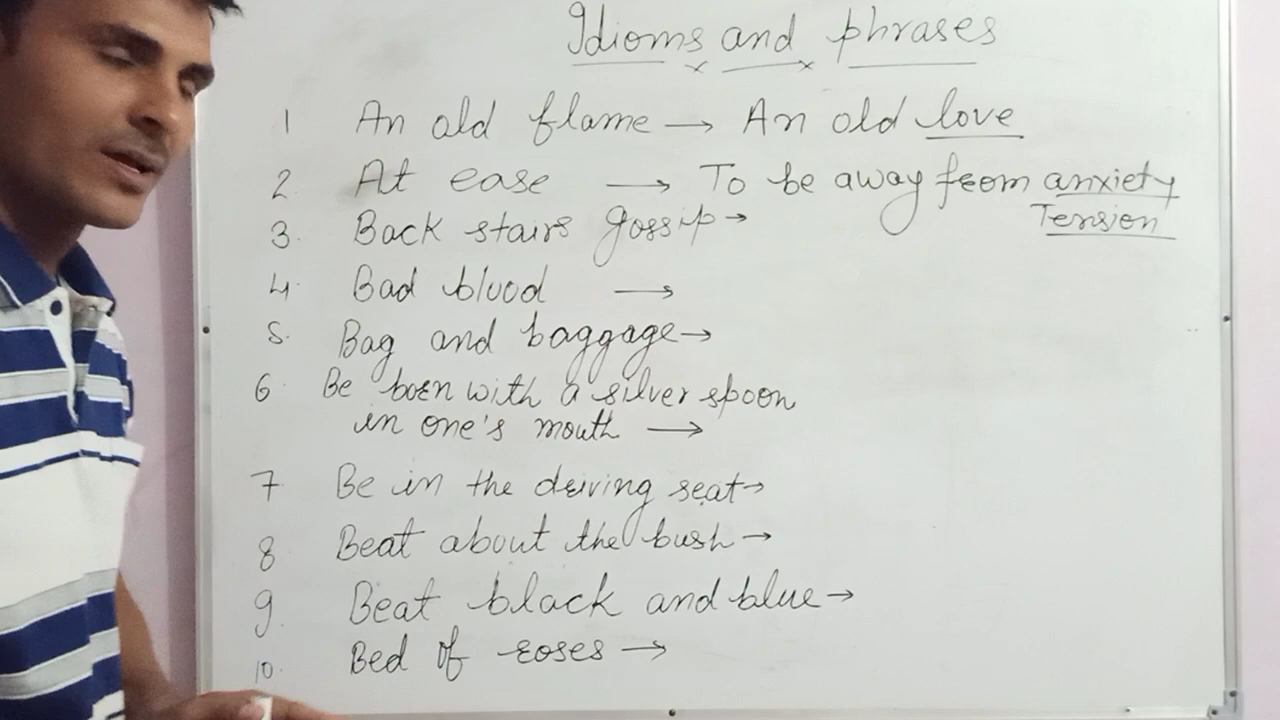 Idioms and phrases
1 An old flame → An old love
2. At ease → To be away from anxiety
Tension
3. Back stairs gossip →
4. Bad blood →
5. Bag and baggage →
6. Be born with a silver spoon
in one's mouth →
7 Be in the driving seat →
8 Beat about the bush →
9. Beat black and blue →
10. Bed of roses →